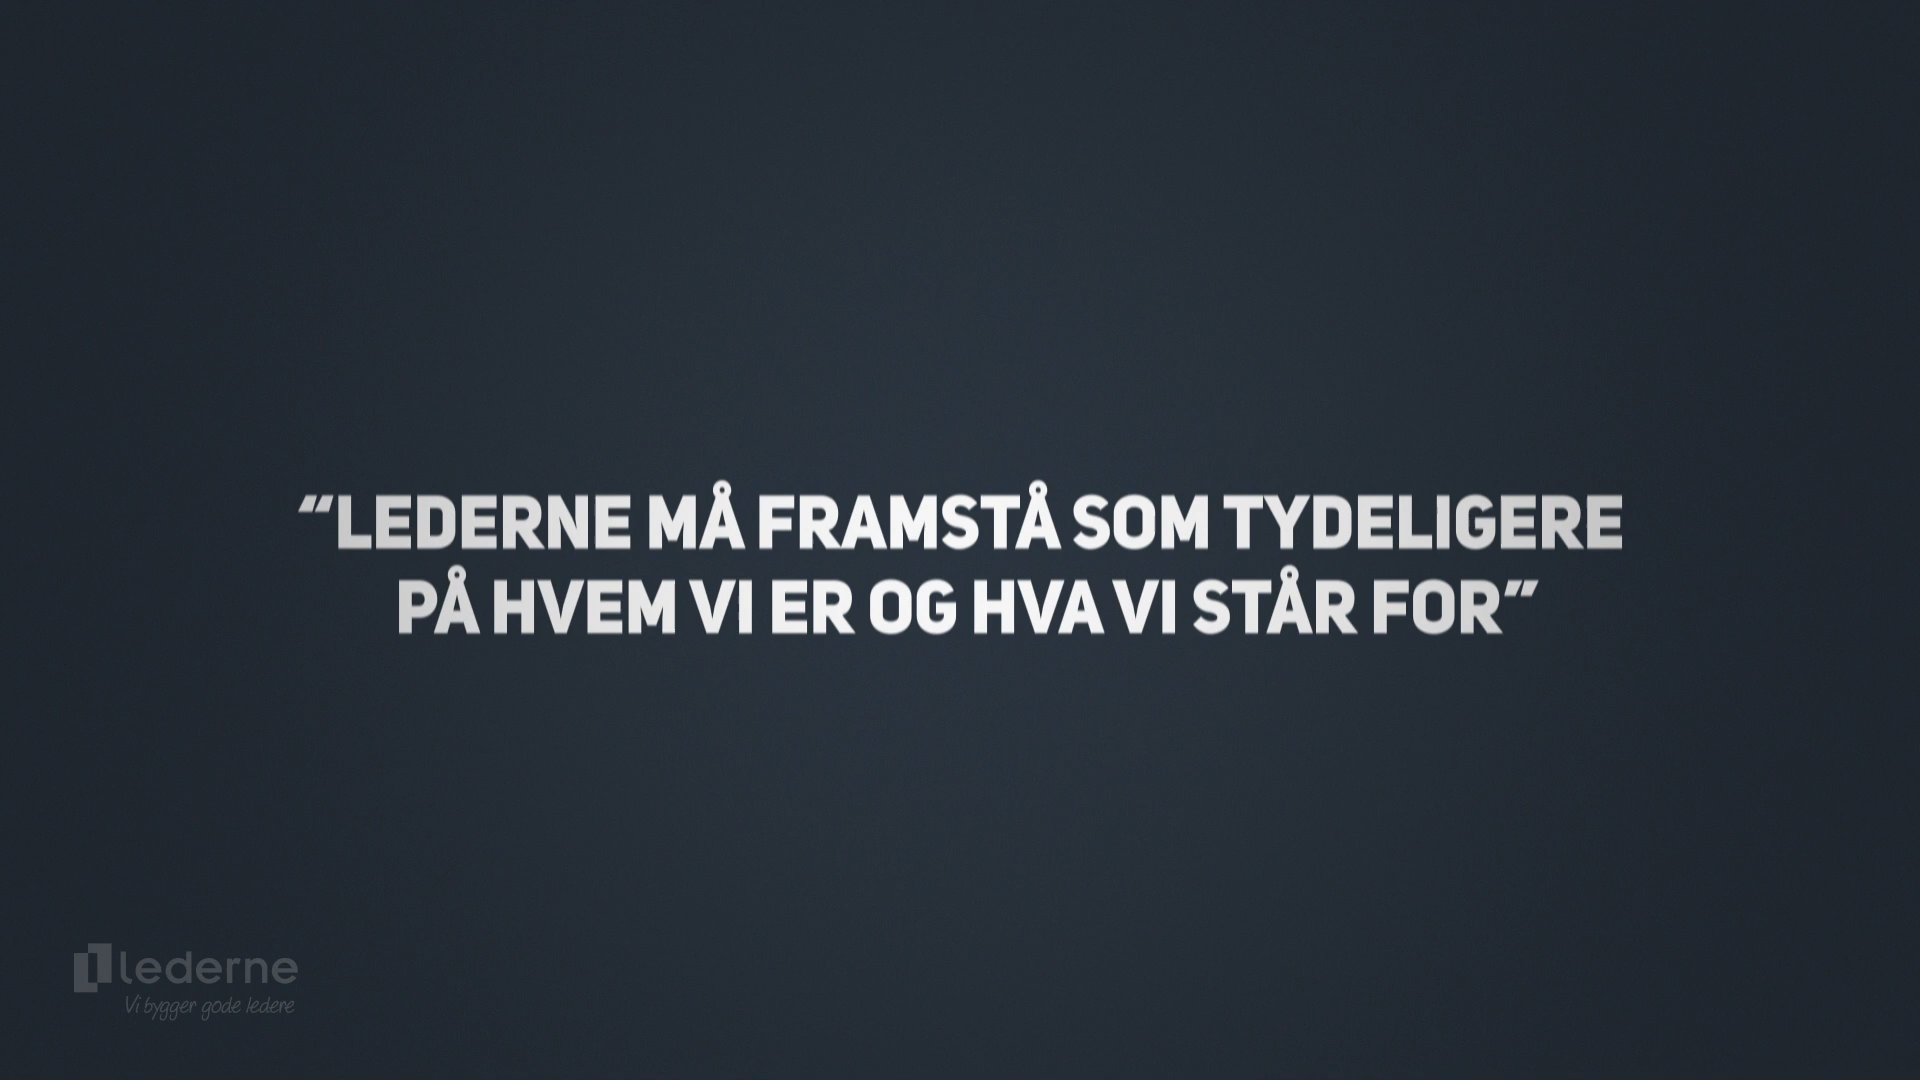 “LEDERNE MÅ FRAMSTÅ SOM TYDELIGERE
PÅ HVEM VI ER OG HVA VI STÅR FOR”
lederne
Vi bygger gode ledere